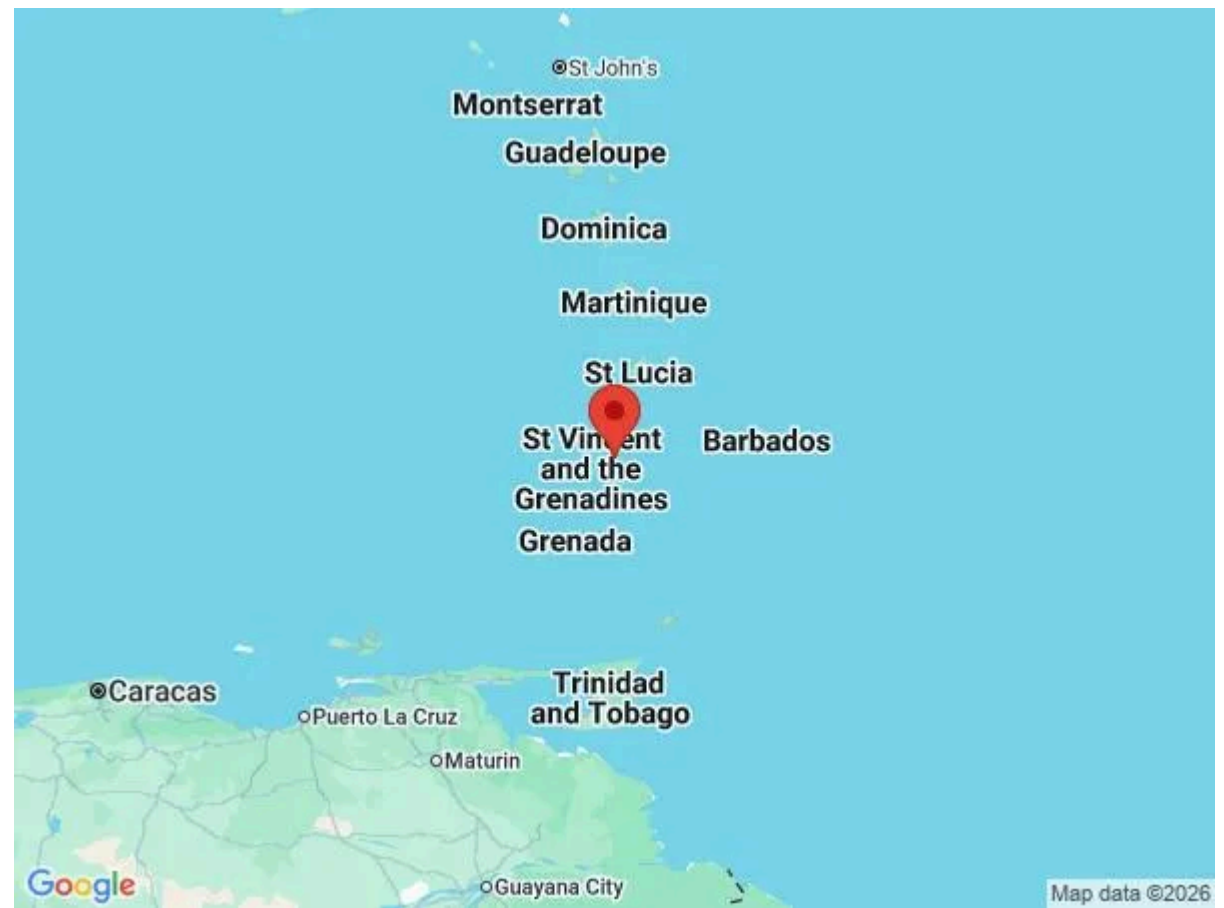 St John's
Montserrat
Guadeloupe
Dominica
Martinique
St Lucia
St Vincent
and the
Grenadines
Barbados
Grenada
Trinidad
and Tobago
Caracas
Puerto La Cruz
Maturin
Guayana City
Google
Map data ©2026